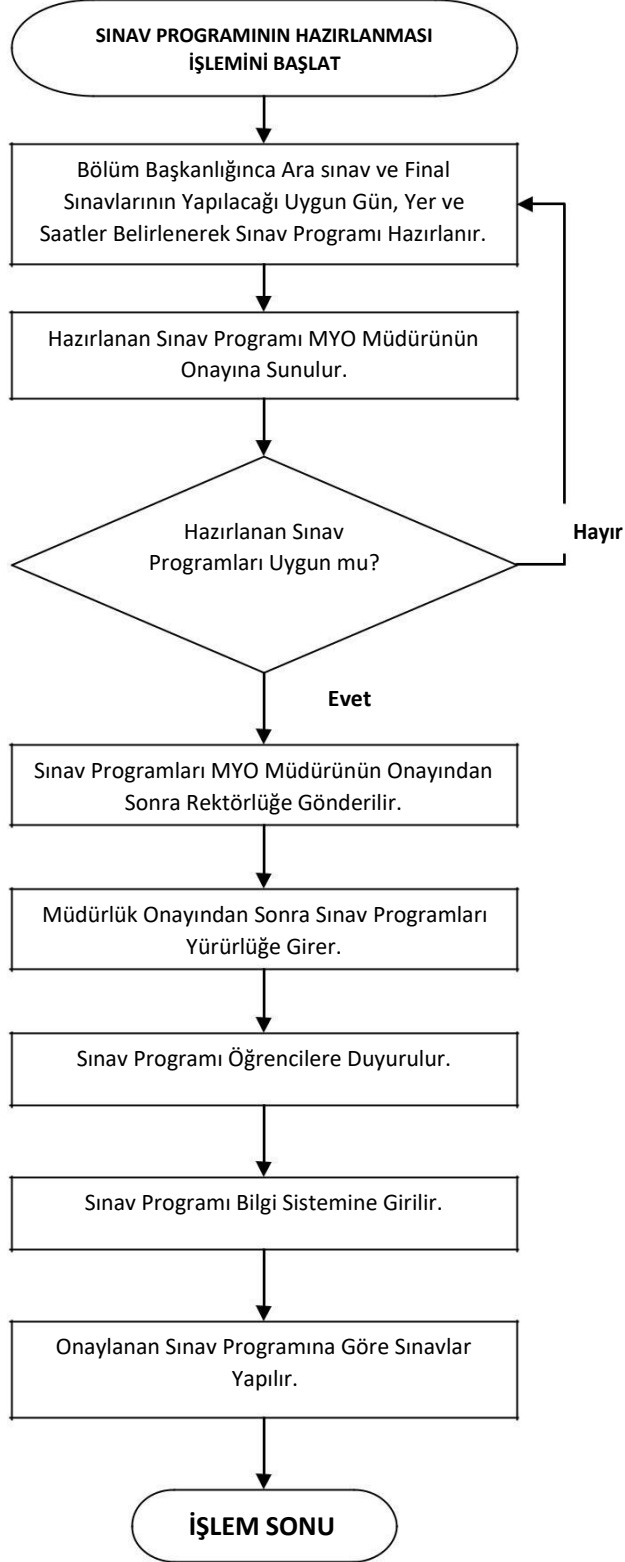 SINAV PROGRAMININ HAZIRLANMASI
İŞLEMİNİ BAŞLAT
Bölüm Başkanlığınca Ara sınav ve Final
Sınavlarının Yapılacağı Uygun Gün, Yer ve
Saatler Belirlenerek Sınav Programı Hazırlanır.
Hazırlanan Sınav Programı MYO Müdürünün
Onayına Sunulur.
Hazırlanan Sınav
Programları Uygun mu?
Hayır
Evet
Sınav Programları MYO Müdürünün Onayından
Sonra Rektörlüğe Gönderilir.
Müdürlük Onayından Sonra Sınav Programları
Yürürlüğe Girer.
Sınav Programı Öğrencilere Duyurulur.
Sınav Programı Bilgi Sistemine Girilir.
Onaylanan Sınav Programına Göre Sınavlar
Yapılır.
İŞLEM SONU